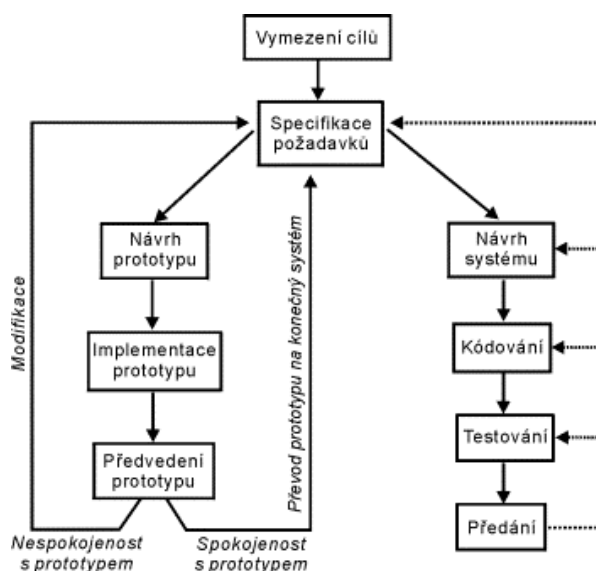 Vymezení cílů
Specifikace
požadavků
Návrh
prototypu
Implementace
prototypu
Předvedení
prototypu
Modifikace
Nespokojenost
s prototypem
Spokojenost
s prototypem
Převod prototypu na konečný systém
Návrh
systému
Kódování
Testování
Předání